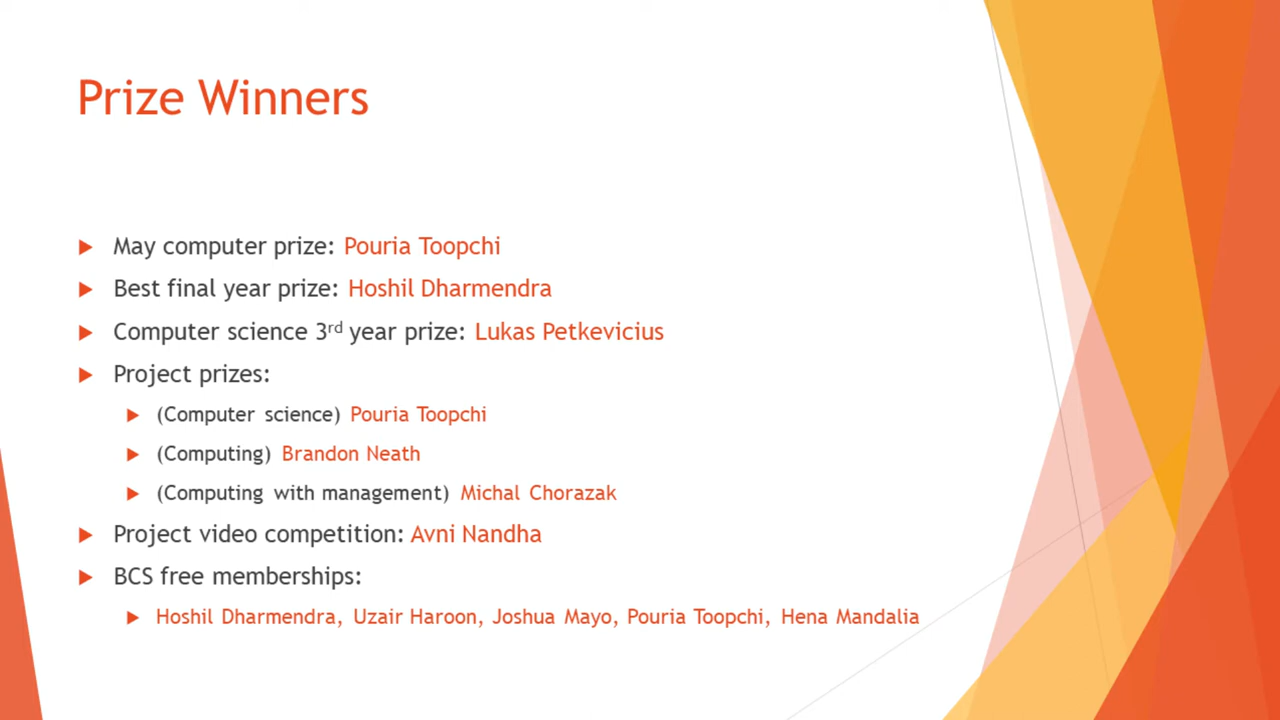 Prize Winners
May computer prize: Pouria Toopchi
Best final year prize: Hoshil Dharmendra
Computer science 3rd year prize: Lukas Petkevicius
Project prizes:
(Computer science) Pouria Toopchi
(Computing) Brandon Neath
(Computing with management) Michal Chorazak
Project video competition: Avni Nandha
BCS free memberships:
Hoshil Dharmendra, Uzair Haroon, Joshua Mayo, Pouria Toopchi, Hena Mandalia